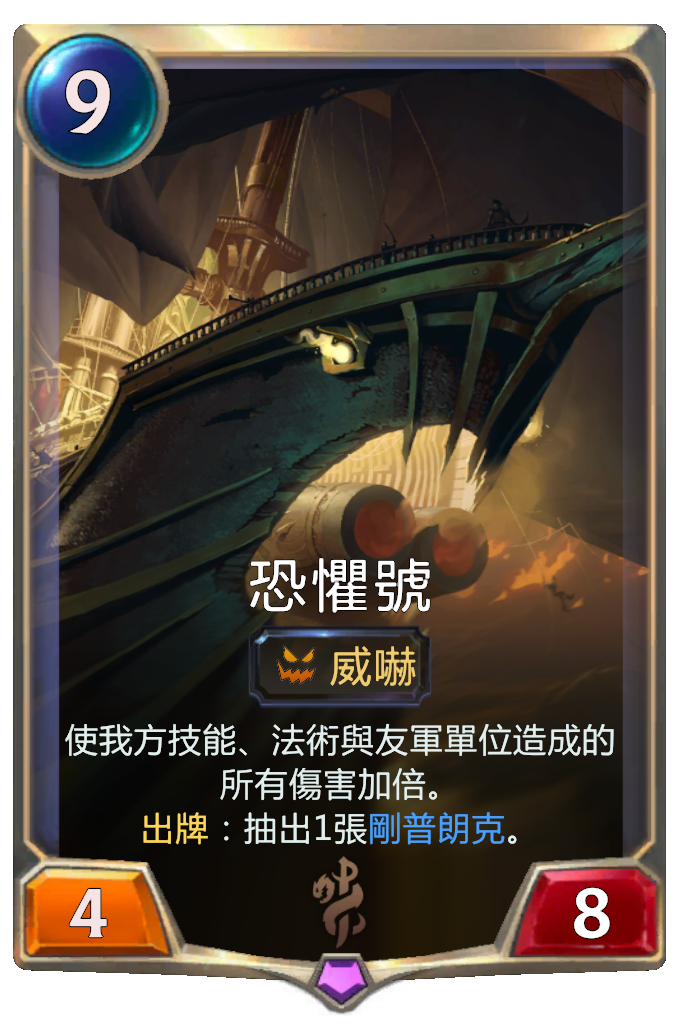 9
恐懼號
威嚇
使我方技能、法術與友軍單位造成的
所有傷害加倍。
出牌：抽出1張剛普朗克。
4
8